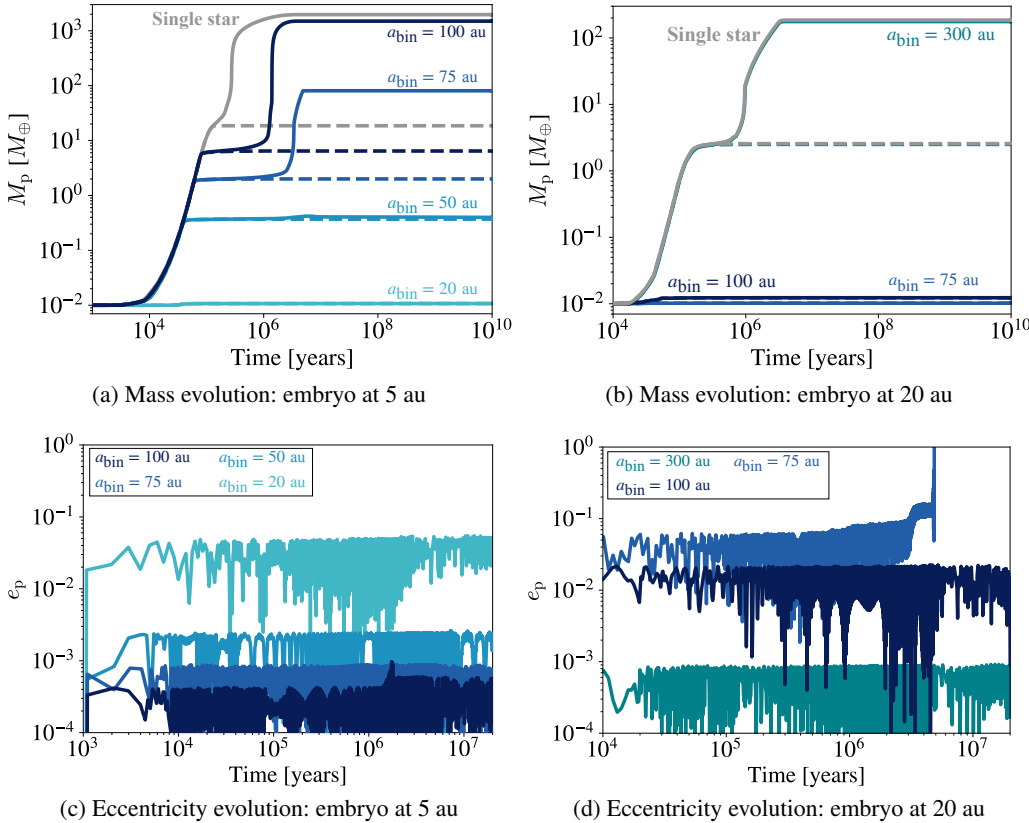 Single star
a_bin = 100 au
a_bin = 75 au
a_bin = 50 au
a_bin = 20 au
M_p [M_⊕]
10^3
10^2
10^1
10^0
10^−1
10^−2
10^4 10^6 10^8 10^10
Time [years]
(a) Mass evolution: embryo at 5 au
Single star
a_bin = 300 au
a_bin = 100 au
a_bin = 75 au
M_p [M_⊕]
10^2
10^1
10^0
10^−1
10^−2
10^4 10^6 10^8 10^10
Time [years]
(b) Mass evolution: embryo at 20 au
a_bin = 100 au a_bin = 50 au
a_bin = 75 au a_bin = 20 au
e_p
10^0
10^−1
10^−2
10^−3
10^−4
10^3 10^4 10^5 10^6 10^7
Time [years]
(c) Eccentricity evolution: embryo at 5 au
a_bin = 300 au a_bin = 75 au
a_bin = 100 au
e_p
10^0
10^−1
10^−2
10^−3
10^−4
10^4 10^5 10^6 10^7
Time [years]
(d) Eccentricity evolution: embryo at 20 au